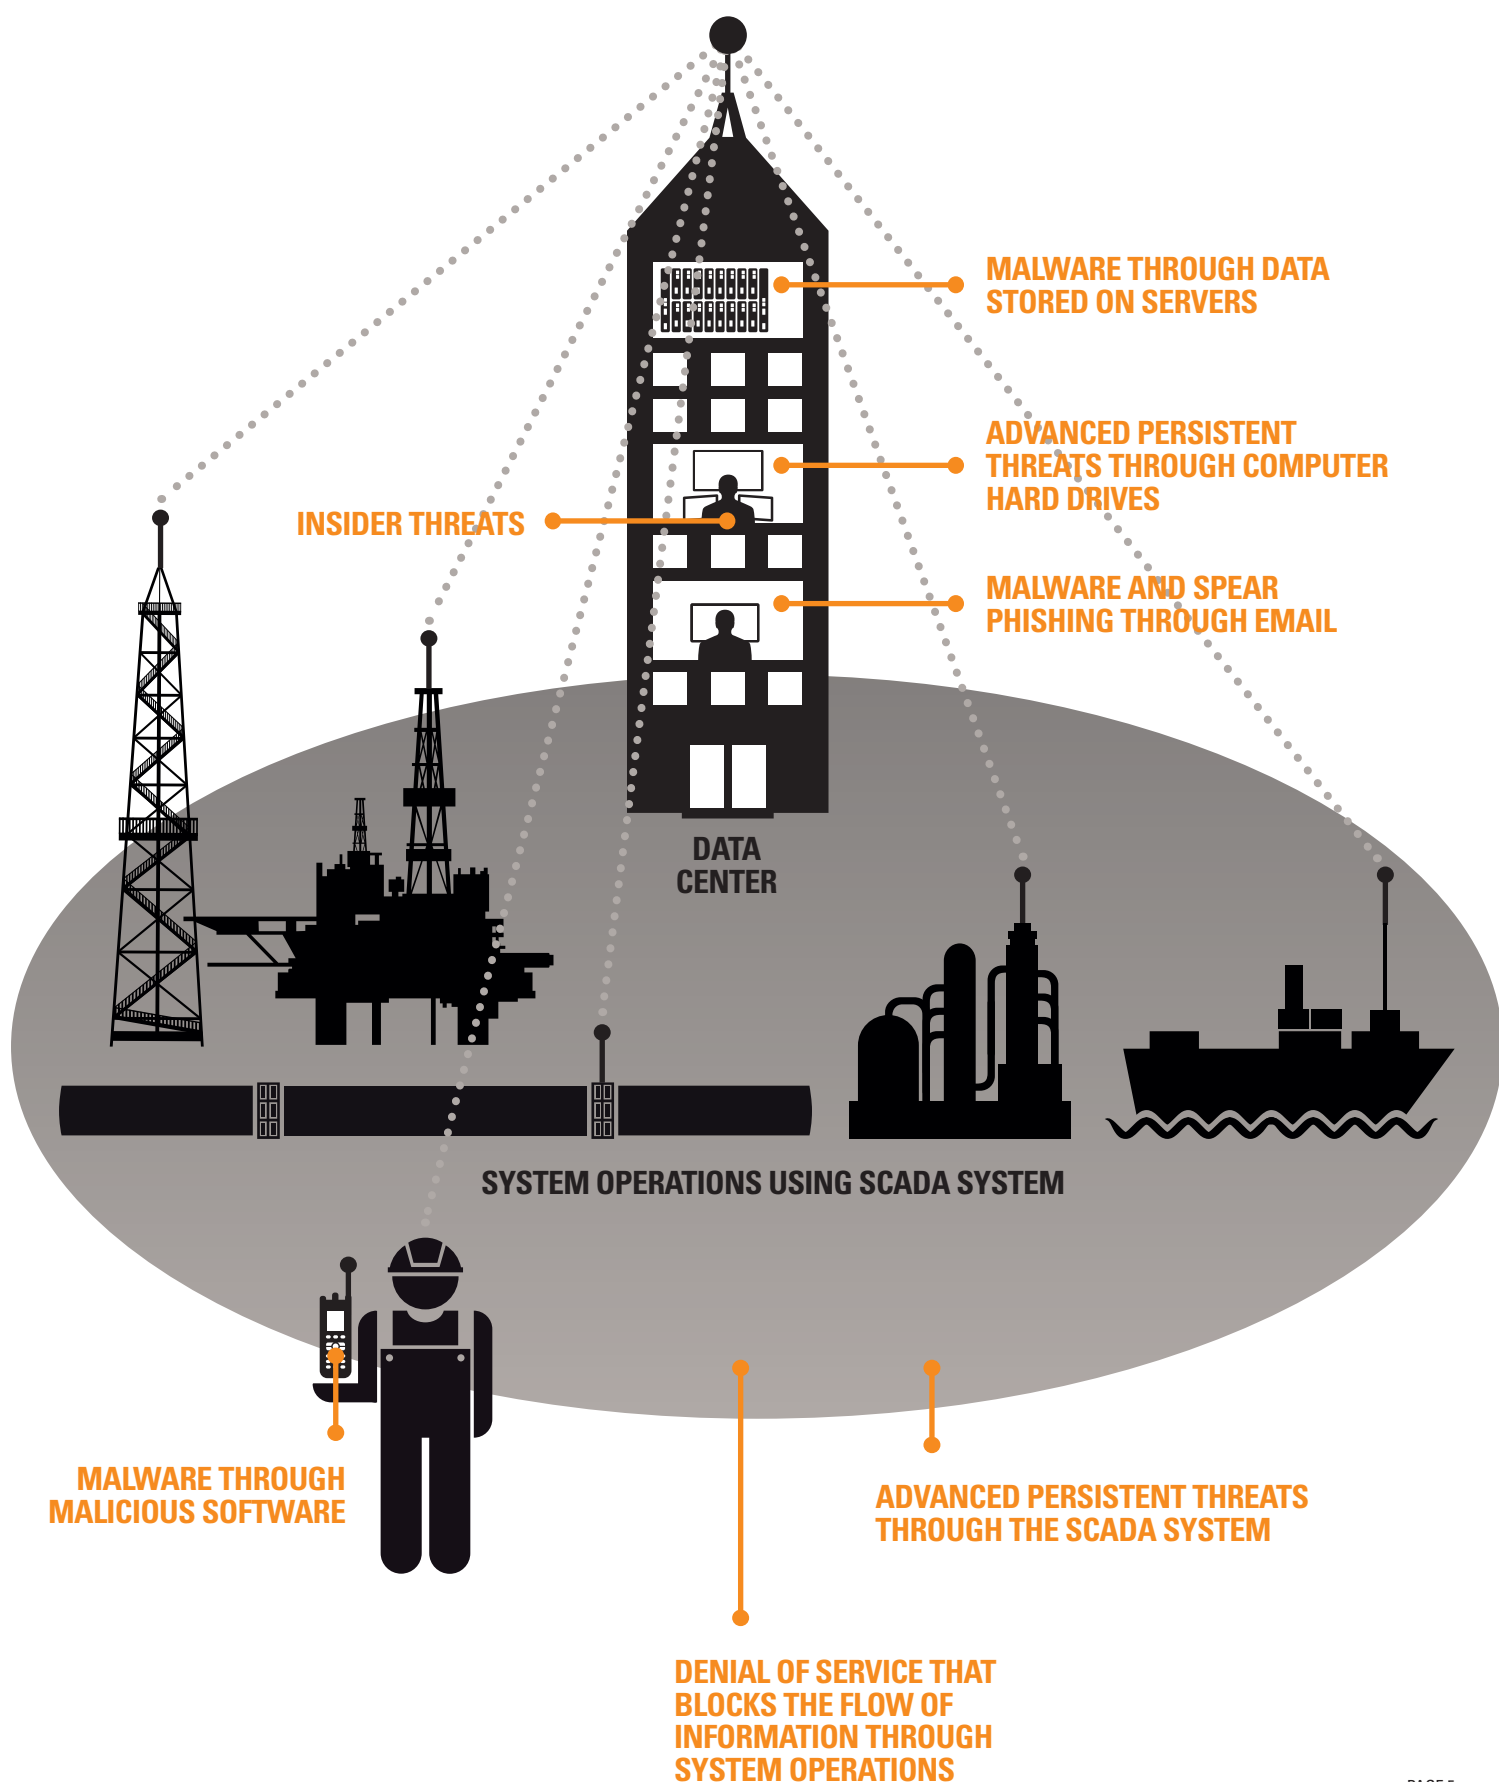 MALWARE THROUGH DATA
STORED ON SERVERS
ADVANCED PERSISTENT
THREATS THROUGH COMPUTER
HARD DRIVES
INSIDER THREATS
MALWARE AND SPEAR
PHISHING THROUGH EMAIL
DATA
CENTER
SYSTEM OPERATIONS USING SCADA SYSTEM
MALWARE THROUGH
MALICIOUS SOFTWARE
ADVANCED PERSISTENT THREATS
THROUGH THE SCADA SYSTEM
DENIAL OF SERVICE THAT
BLOCKS THE FLOW OF
INFORMATION THROUGH
SYSTEM OPERATIONS